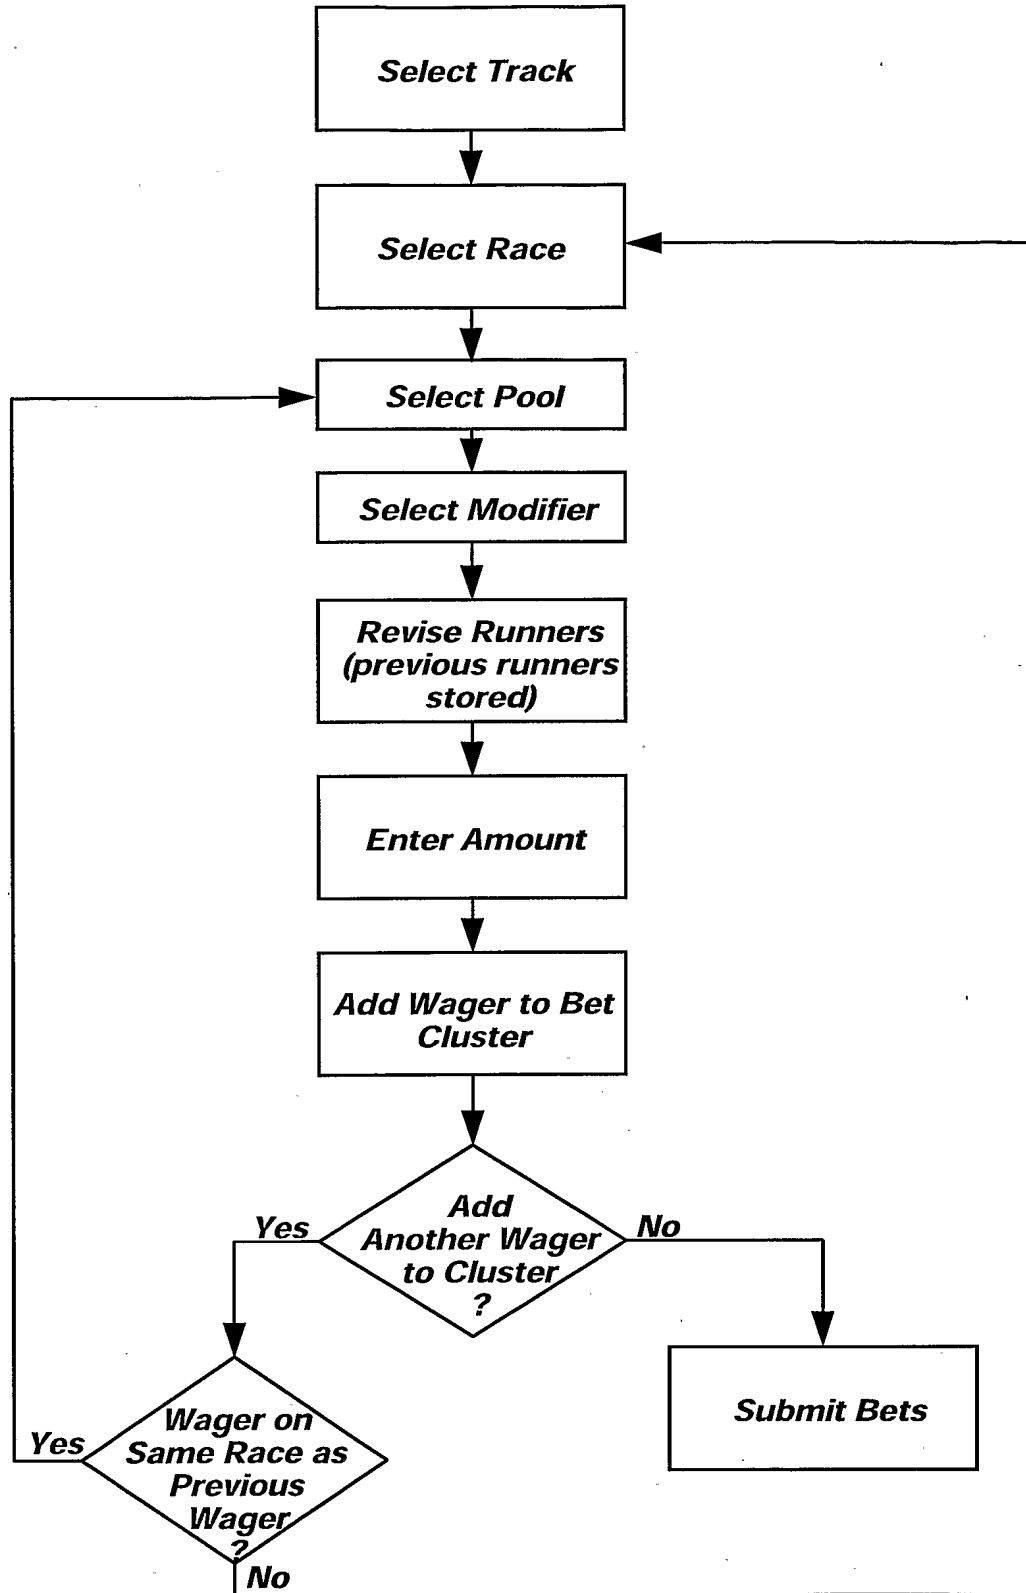 Select Track
Select Race
Select Pool
Select Modifier
Revise Runners
(previous runners
stored)
Enter Amount
Add Wager to Bet
Cluster
Add
Another Wager
to Cluster
?
Yes
No
Submit Bets
Wager on
Same Race as
Previous
Wager
?
Yes
No